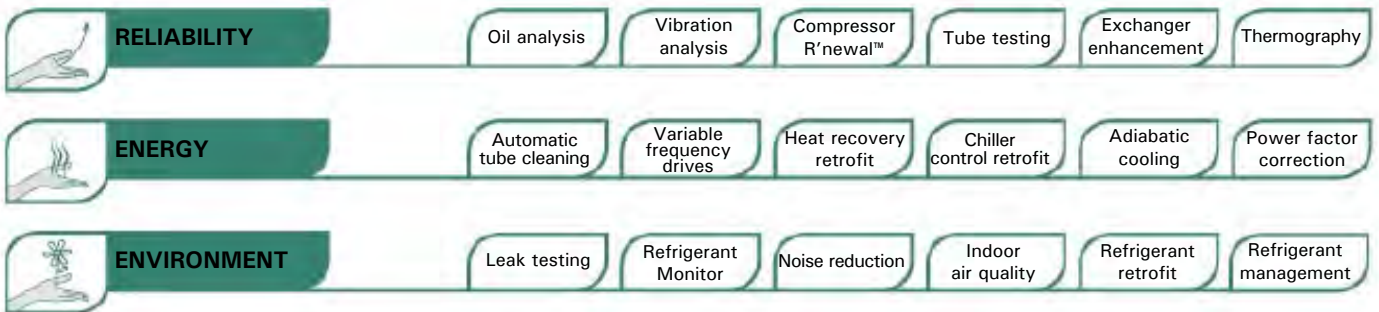 RELIABILITY
Oil analysis
Vibration
analysis
Compressor
R'newal™
Tube testing
Exchanger
enhancement
Thermography
ENERGY
Automatic
tube cleaning
Variable
frequency
drives
Heat recovery
retrofit
Chiller
control retrofit
Adiabatic
cooling
Power factor
correction
ENVIRONMENT
Leak testing
Refrigerant
Monitor
Noise reduction
Indoor
air quality
Refrigerant
retrofit
Refrigerant
management